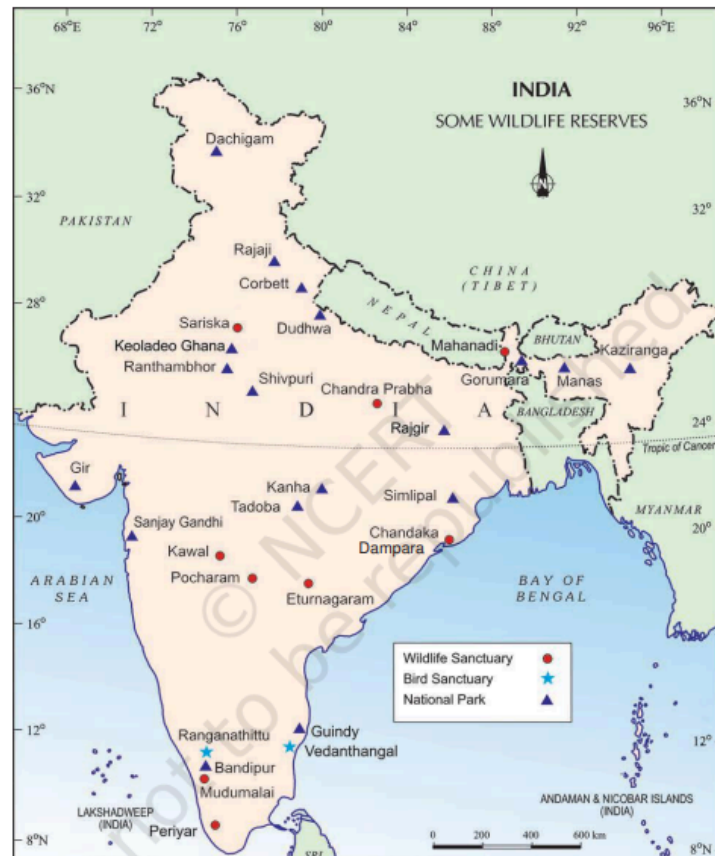 68°E
72°
76°
80°
84°
88°
92°
96°E
36°N
INDIA
36°N
SOME WILDLIFE RESERVES
Dachigam
N
32°
32°
PAKISTAN
Rajaji
CHINA
(TIBET)
Corbett
28°
28°
NEPAL
Sariska
Dudhwa
Mahanadi
BHUTAN
Kaziranga
Keoladeo Ghana
Ranthambhor
Shivpuri
Chandra Prabha
Gorumara
Manas
I N D I A
BANGLADESH
24°
Rajgir
Tropic of Cancer
Gir
Kanha
Simlipal
Tadoba
MYANMAR
20°
20°
Sanjay Gandhi
Chandaka
Kawal
Dampara
Pocharam
ARABIAN
SEA
Eturnagaram
BAY OF
BENGAL
16°
16°
Wildlife Sanctuary
Bird Sanctuary
National Park
12°
12°
Ranganathittu
Guindy
Vedanthangal
Bandipur
Mudumalai
LAKSHADWEEP
(INDIA)
ANDAMAN & NICOBAR ISLANDS
(INDIA)
Periyar
8°N
0 200 400 600 km
8°N
SRI
© NCERT
not to be republished